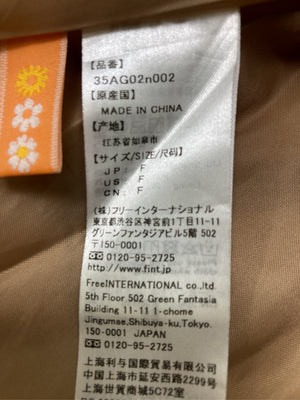 【品番】
35AG02n002
【原産国】
MADE IN CHINA
【产地】
江苏省如皋市
【サイズ/SIZE/尺码】
JP: F
US: F
CN: F
(株)フリーインターナショナル
東京都渋谷区神宮前1丁目11-11
グリーンファンタジアビル5階 502
〒150-0001
0120-95-2725
http://www.fint.jp
FreeINTERNATIONAL co.,ltd
5th Floor 502 Green Fantasia
Building 11-11 1-chome
Jingumae,Shibuya-ku,Tokyo.
150-0001 JAPAN
0120-95-2725
上海利与国際貿易有限公司
中国上海市延安西路2299号
上海世貿商城5C72室